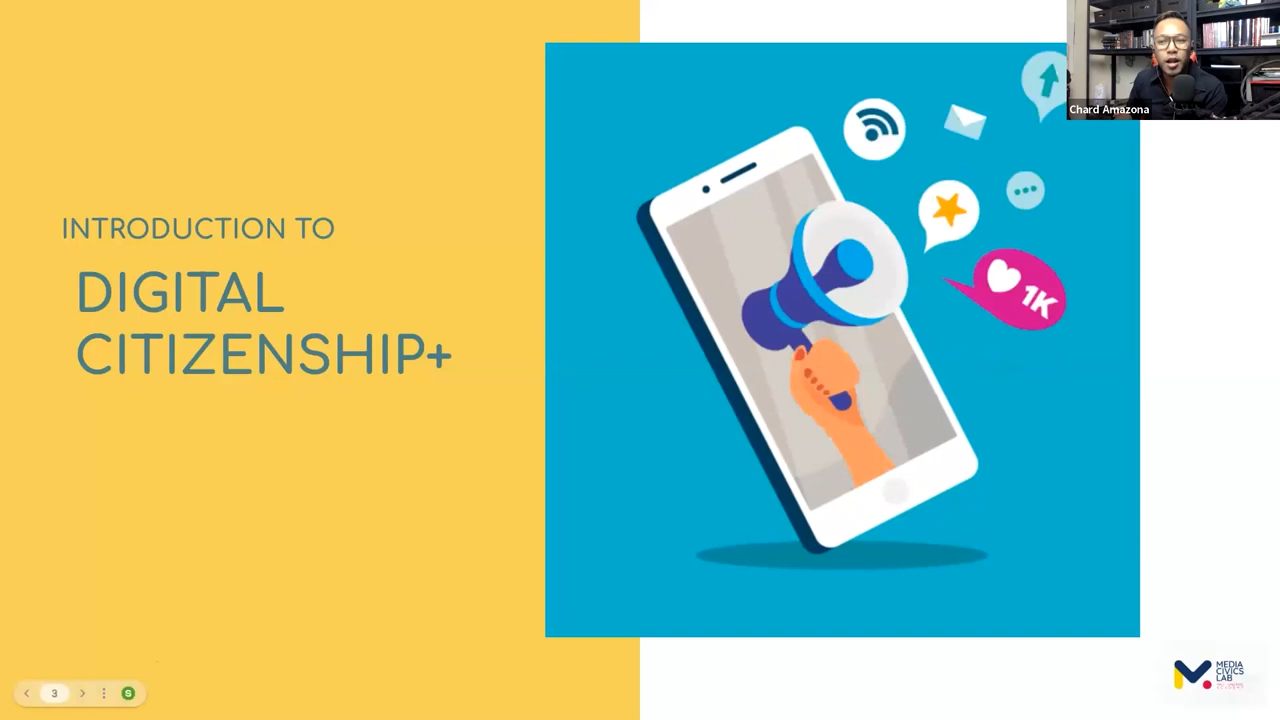 INTRODUCTION TO
DIGITAL
CITIZENSHIP+
1K
Chard Amazona
3
S
MEDIA
CIVICS
LAB